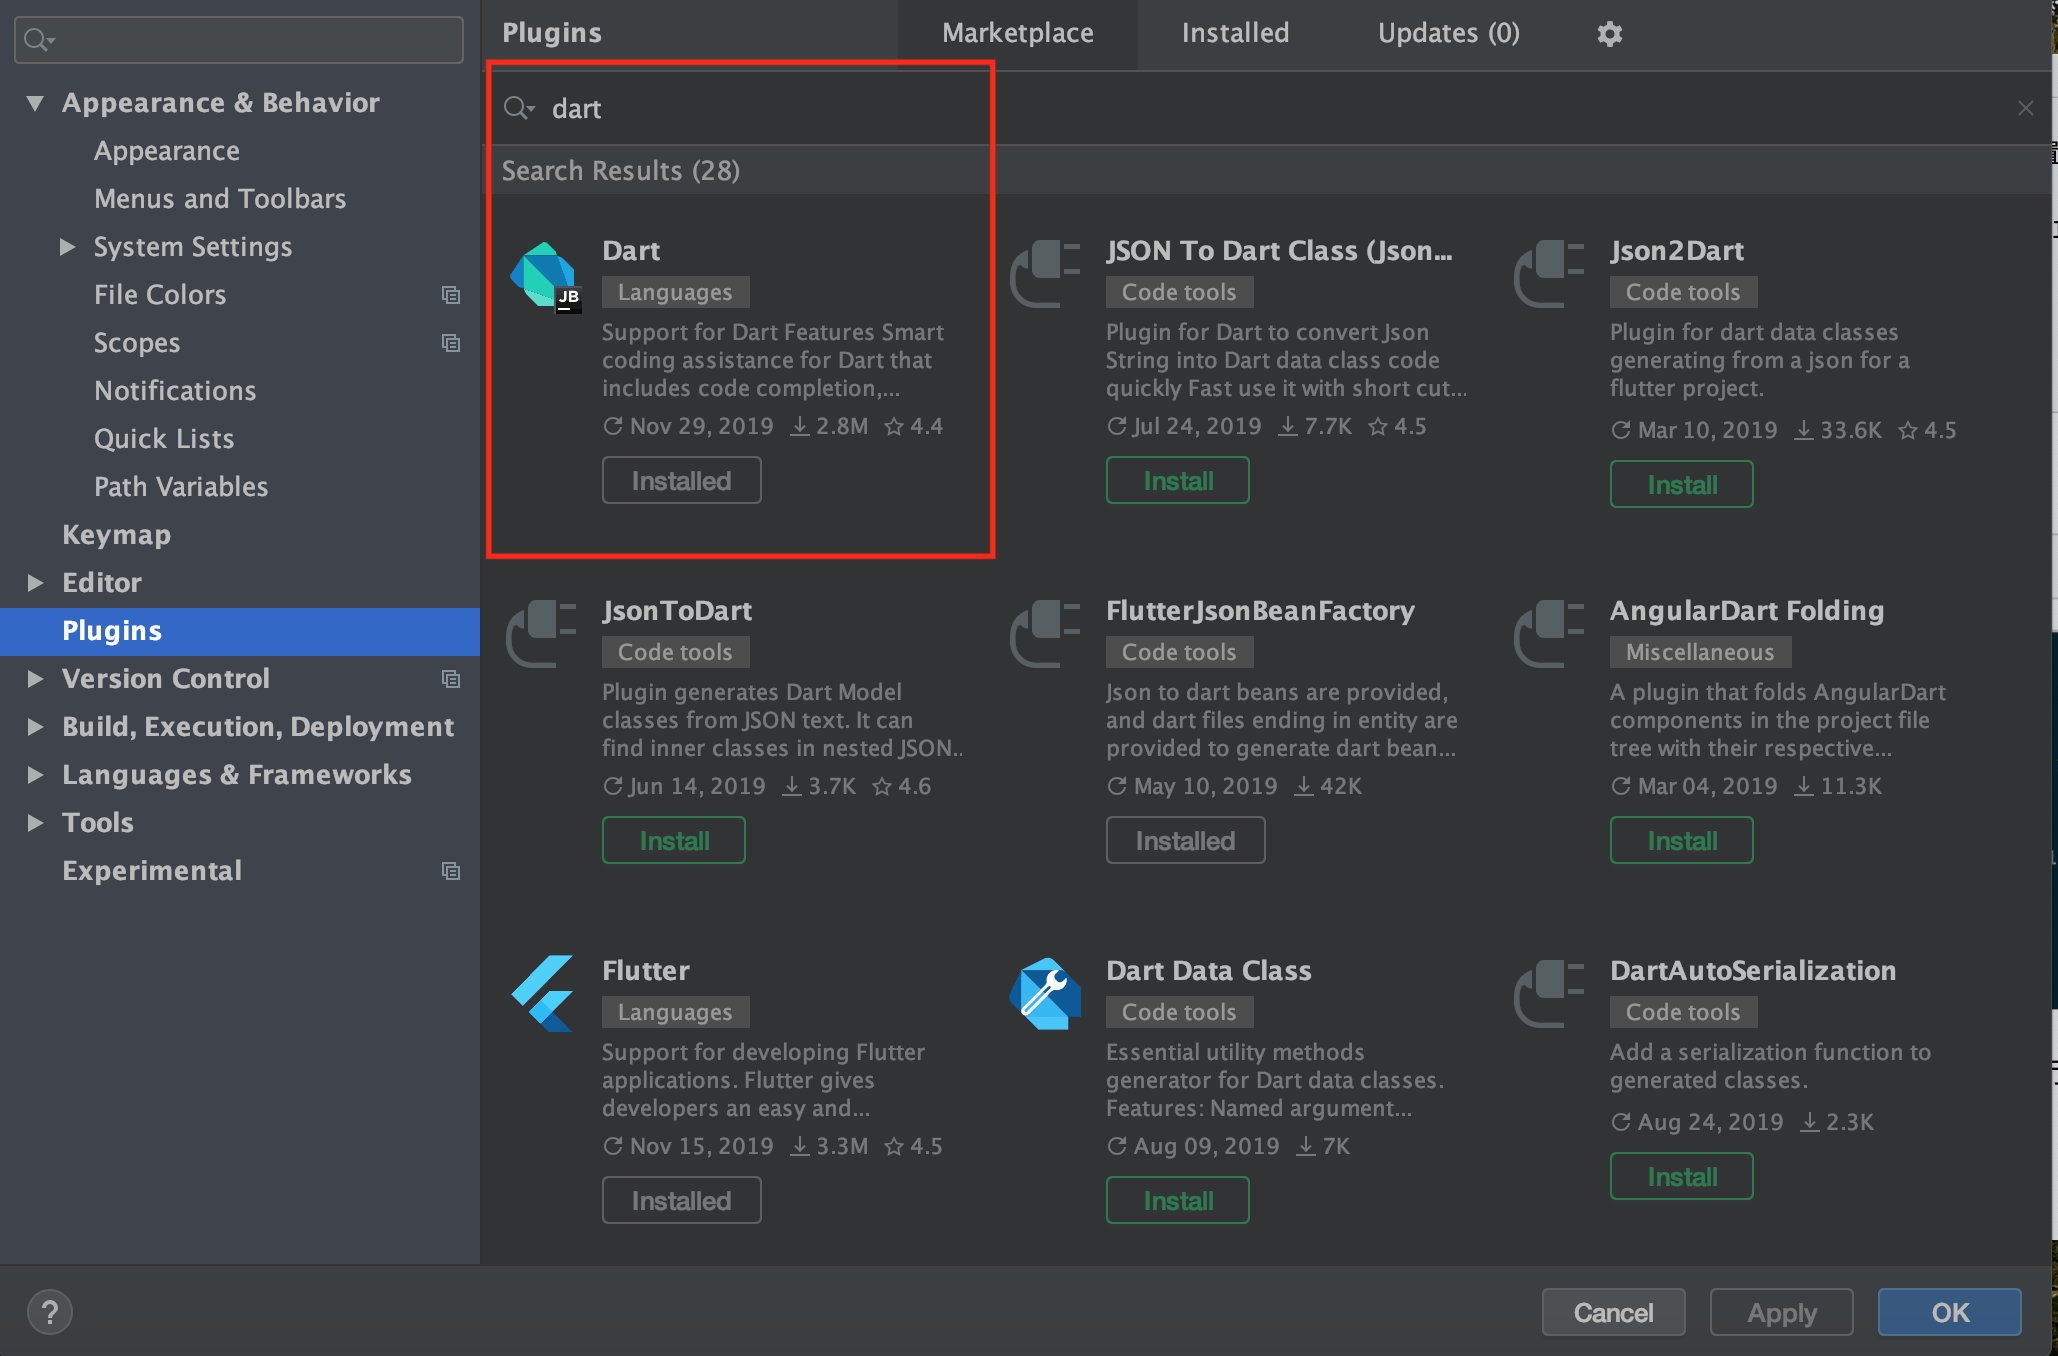 Plugins
Marketplace
Installed
Updates (0)
Appearance & Behavior
Appearance
Menus and Toolbars
System Settings
File Colors
Scopes
Notifications
Quick Lists
Path Variables
Keymap
Editor
Plugins
Version Control
Build, Execution, Deployment
Languages & Frameworks
Tools
Experimental
dart
Search Results (28)
Dart
JB
Languages
Support for Dart Features Smart
coding assistance for Dart that
includes code completion,...
Nov 29, 2019 2.8M 4.4
Installed
JSON To Dart Class (Json...
Code tools
Plugin for Dart to convert Json
String into Dart data class code
quickly Fast use it with short cut...
Jul 24, 2019 7.7K 4.5
Install
Json2Dart
Code tools
Plugin for dart data classes
generating from a json for a
flutter project.
Mar 10, 2019 33.6K 4.5
Install
JsonToDart
Code tools
Plugin generates Dart Model
classes from JSON text. It can
find inner classes in nested JSON..
Jun 14, 2019 3.7K 4.6
Install
FlutterJsonBeanFactory
Code tools
Json to dart beans are provided,
and dart files ending in entity are
provided to generate dart bean...
May 10, 2019 42K
Installed
AngularDart Folding
Miscellaneous
A plugin that folds AngularDart
components in the project file
tree with their respective...
Mar 04, 2019 11.3K
Install
Flutter
Languages
Support for developing Flutter
applications. Flutter gives
developers an easy and...
Nov 15, 2019 3.3M 4.5
Installed
Dart Data Class
Code tools
Essential utility methods
generator for Dart data classes.
Features: Named argument...
Aug 09, 2019 7K
Install
DartAutoSerialization
Code tools
Add a serialization function to
generated classes.
Aug 24, 2019 2.3K
Install
?
Cancel
Apply
OK